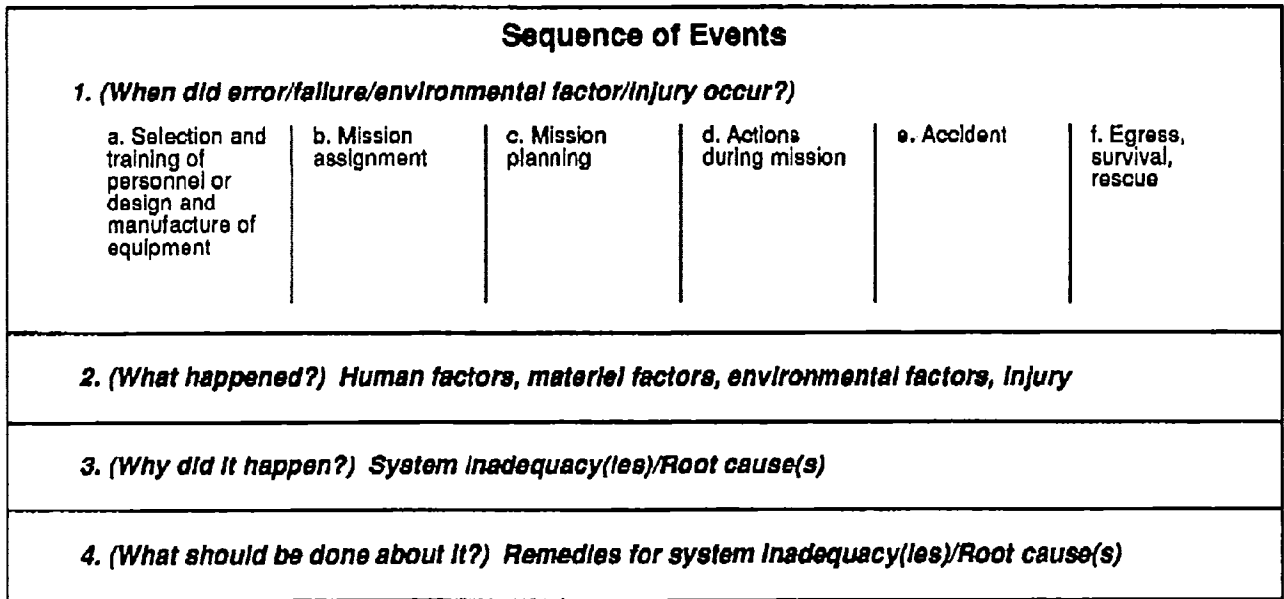 Sequence of Events
1. (When did error/failure/environmental factor/injury occur?)
a. Selection and
training of
personnel or
design and
manufacture of
equipment
b. Mission
assignment
c. Mission
planning
d. Actions
during mission
e. Accident
f. Egress,
survival,
rescue
2. (What happened?) Human factors, materiel factors, environmental factors, injury
3. (Why did it happen?) System inadequacy(ies)/Root cause(s)
4. (What should be done about it?) Remedies for system inadequacy(ies)/Root cause(s)